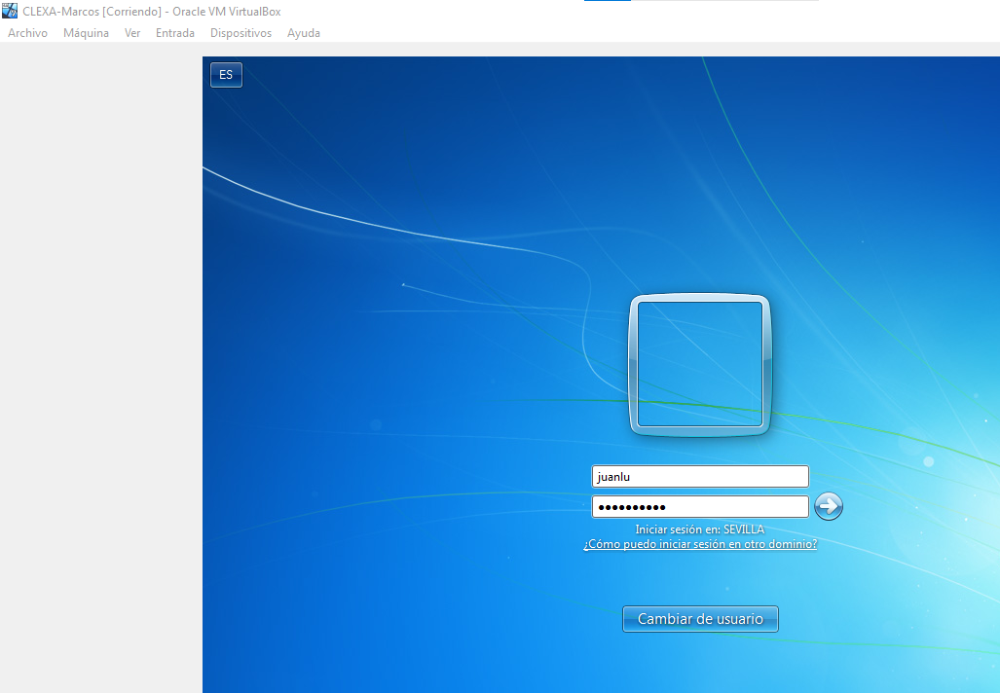 CLEXA-Marcos [Corriendo] - Oracle VM VirtualBox
Archivo Máquina Ver Entrada Dispositivos Ayuda
ES
juanlu
●●●●●●●●●●
Iniciar sesión en: SEVILLA
¿Cómo puedo iniciar sesión en otro dominio?
Cambiar de usuario